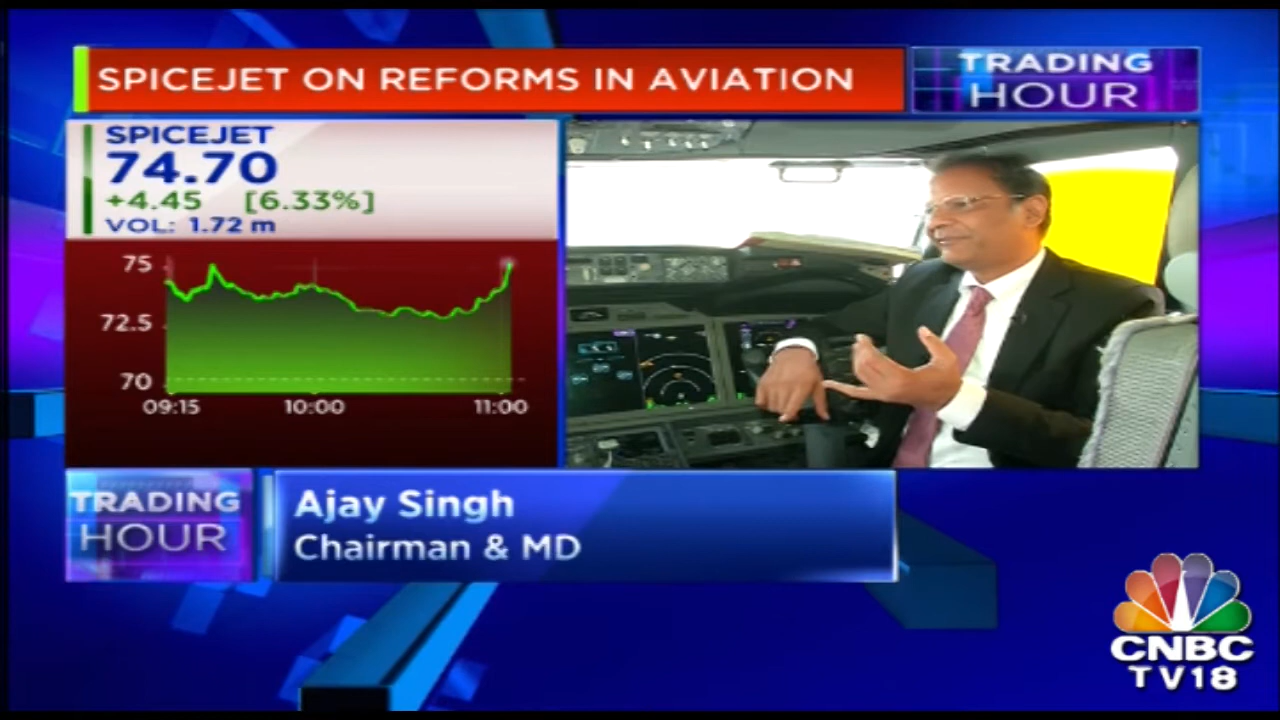 SPICEJET ON REFORMS IN AVIATION
TRADING
HOUR
SPICEJET
74.70
+4.45 [6.33%]
VOL: 1.72 m
75
72.5
70
09:15 10:00 11:00
TRADING
HOUR
Ajay Singh
Chairman & MD
CNBC
TV18